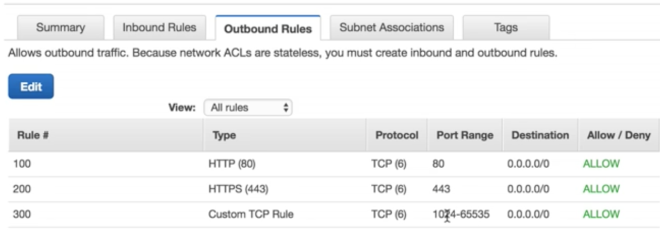 Summary Inbound Rules Outbound Rules Subnet Associations Tags
Allows outbound traffic. Because network ACLs are stateless, you must create inbound and outbound rules.
Edit
View: All rules
Rule # Type Protocol Port Range Destination Allow / Deny
100 HTTP (80) TCP (6) 80 0.0.0.0/0 ALLOW
200 HTTPS (443) TCP (6) 443 0.0.0.0/0 ALLOW
300 Custom TCP Rule TCP (6) 1024-65535 0.0.0.0/0 ALLOW